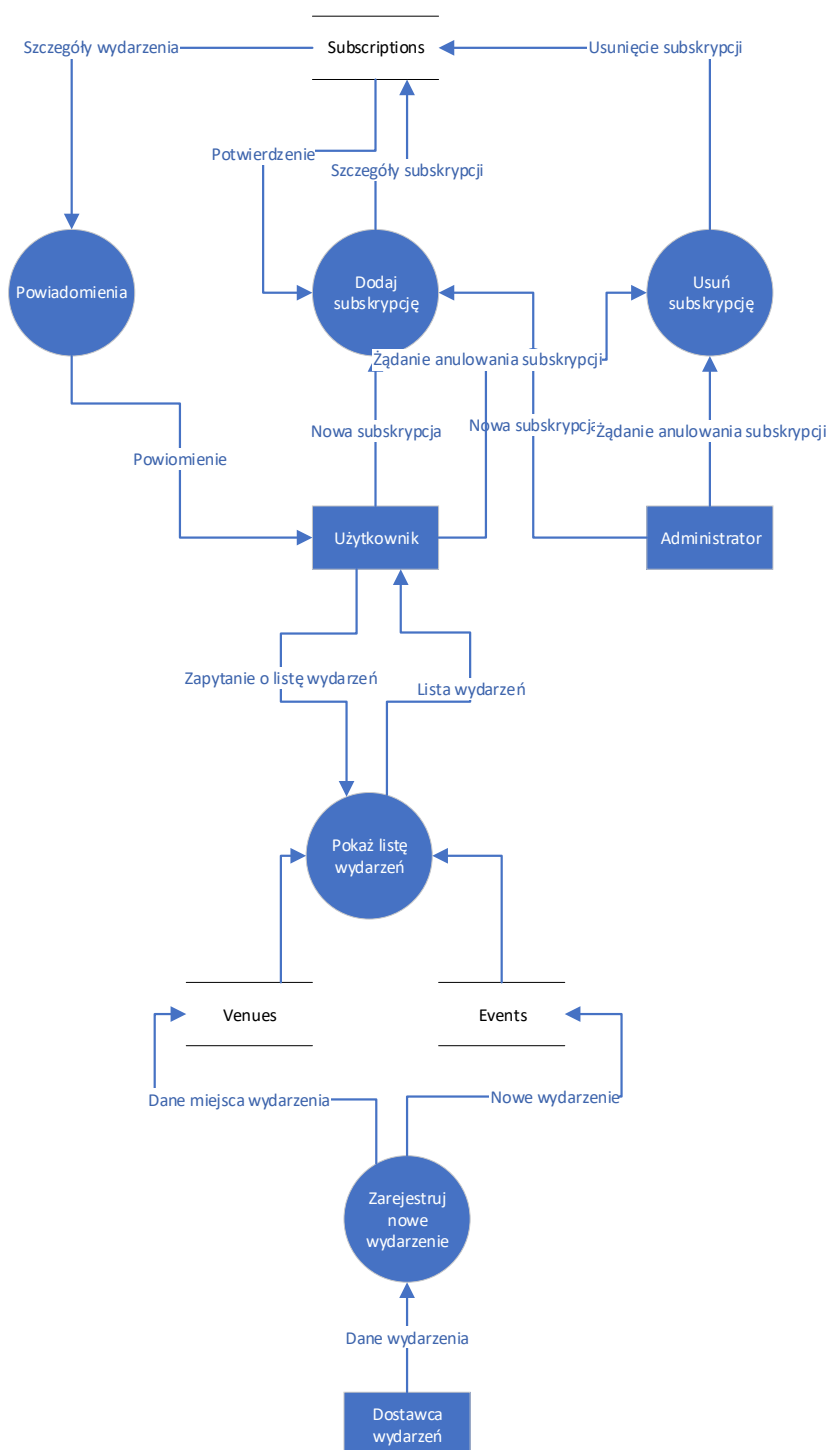 Szczegóły wydarzenia
Subscriptions
Usunięcie subskrypcji
Potwierdzenie
Szczegóły subskrypcji
Powiadomienia
Dodaj
subskrypcję
Usuń
subskrypcję
Żądanie anulowania subskrypcji
Nowa subskrypcja
Nowa subskrypcja
Żądanie anulowania subskrypcji
Powiomienie
Użytkownik
Administrator
Zapytanie o listę wydarzeń
Lista wydarzeń
Pokaż listę
wydarzeń
Venues
Events
Dane miejsca wydarzenia
Nowe wydarzenie
Zarejestruj
nowe
wydarzenie
Dane wydarzenia
Dostawca
wydarzeń